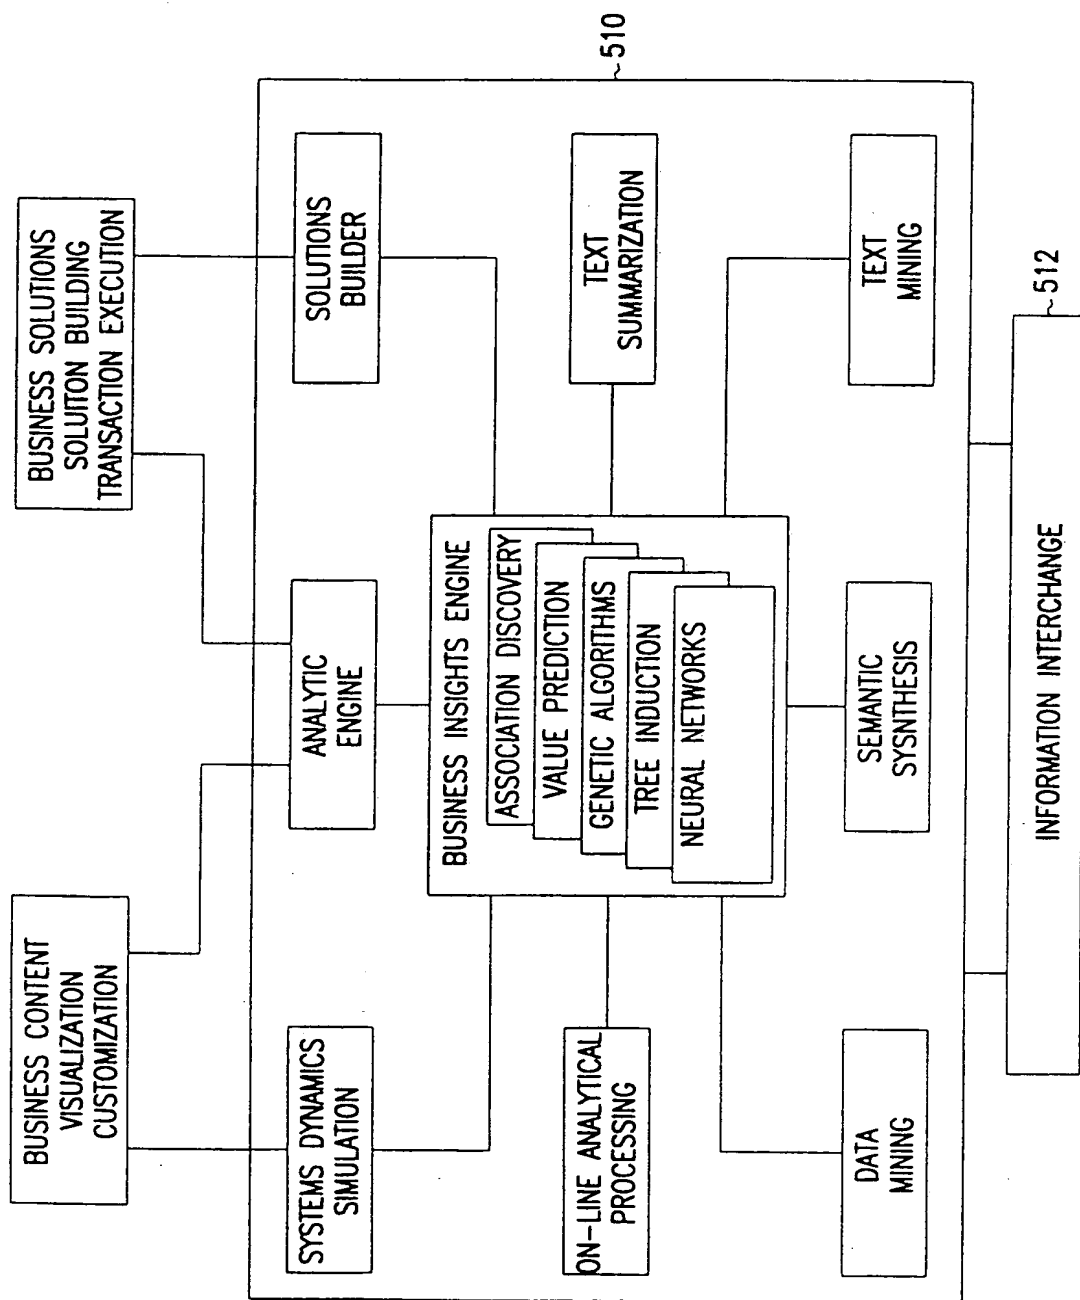 BUSINESS CONTENT
VISUALIZATION
CUSTOMIZATION
BUSINESS SOLUTIONS
SOLUITON BUILDING
TRANSACTION EXECUTION
510
SYSTEMS DYNAMICS
SIMULATION
ANALYTIC
ENGINE
SOLUTIONS
BUILDER
BUSINESS INSIGHTS ENGINE
ASSOCIATION DISCOVERY
VALUE PREDICTION
GENETIC ALGORITHMS
TREE INDUCTION
NEURAL NETWORKS
ON-LINE ANALYTICAL
PROCESSING
TEXT
SUMMARIZATION
DATA
MINING
SEMANTIC
SYSNTHESIS
TEXT
MINING
512
INFORMATION INTERCHANGE